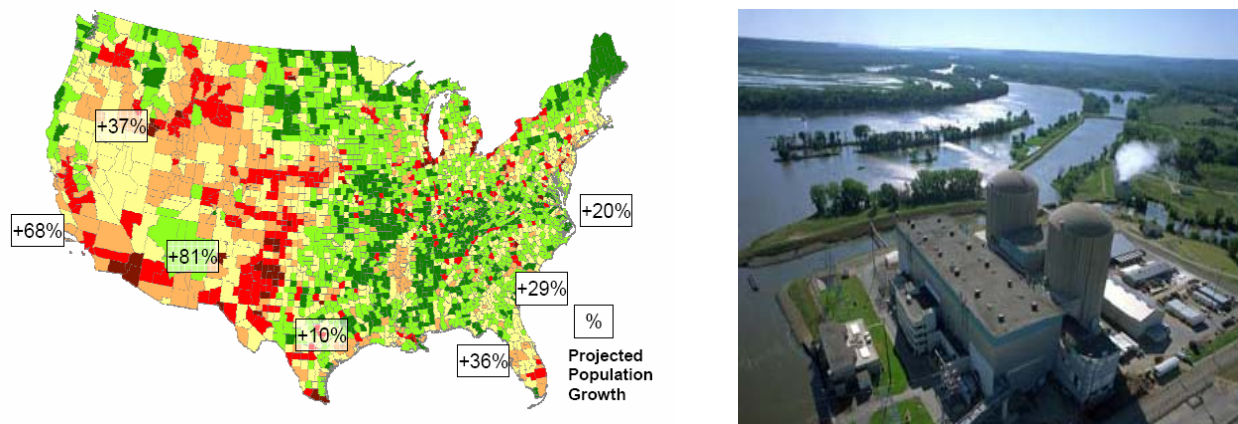 +37%
+20%
+68%
+81%
+29%
%
+10%
+36%
Projected
Population
Growth